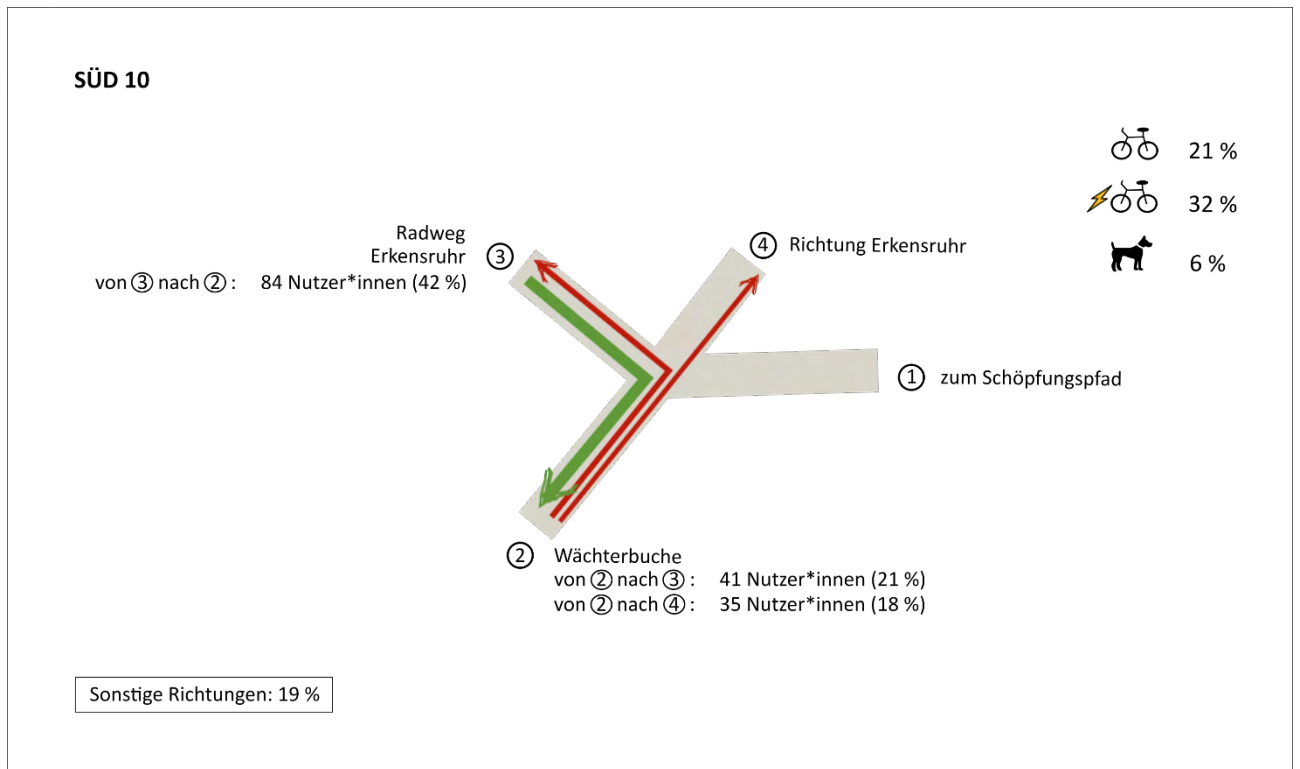 SÜD 10
21 %
32 %
6 %
Radweg
Erkensruhr
③
von ③ nach ② : 84 Nutzer*innen (42 %)
④ Richtung Erkensruhr
① zum Schöpfungspfad
② Wächterbuche
von ② nach ③ : 41 Nutzer*innen (21 %)
von ② nach ④ : 35 Nutzer*innen (18 %)
Sonstige Richtungen: 19 %